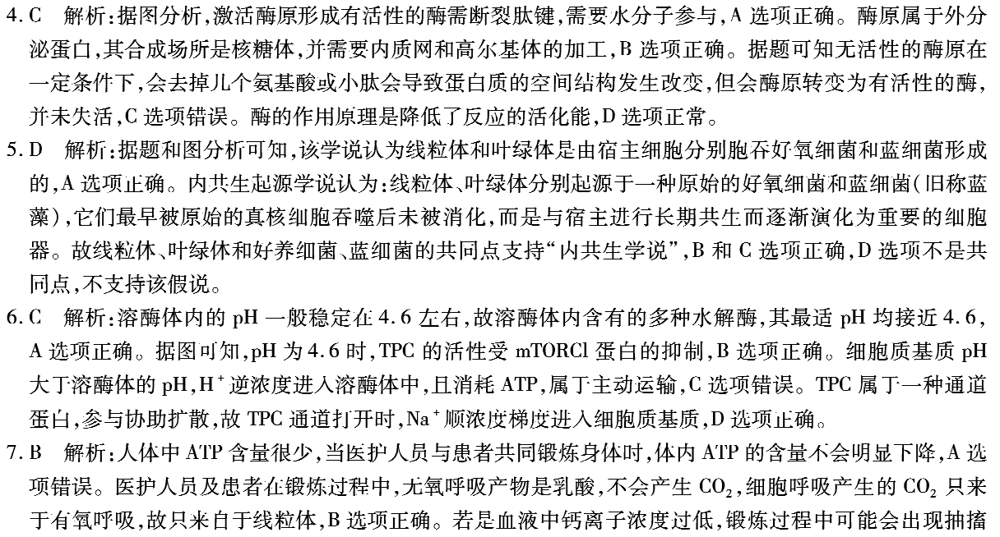 4. C 解析:据图分析,激活酶原形成有活性的酶需断裂肽键,需要水分子参与,A 选项正确。酶原属于外分
泌蛋白,其合成场所是核糖体,并需要内质网和高尔基体的加工,B 选项正确。据题可知无活性的酶原在
一定条件下,会去掉几个氨基酸或小肽会导致蛋白质的空间结构发生改变,但会酶原转变为有活性的酶,
并未失活,C 选项错误。酶的作用原理是降低了反应的活化能,D 选项正常。
5. D 解析:据题和图分析可知,该学说认为线粒体和叶绿体是由宿主细胞分别胞吞好氧细菌和蓝细菌形成
的,A 选项正确。内共生起源学说认为:线粒体、叶绿体分别起源于一种原始的好氧细菌和蓝细菌(旧称蓝
藻),它们最早被原始的真核细胞吞噬后未被消化,而是与宿主进行长期共生而逐渐演化为重要的细胞
器。故线粒体、叶绿体和好养细菌、蓝细菌的共同点支持“内共生学说”,B 和 C 选项正确,D 选项不是共
同点,不支持该假说。
6. C 解析:溶酶体内的 pH 一般稳定在 4.6 左右,故溶酶体内含有的多种水解酶,其最适 pH 均接近 4.6,
A 选项正确。据图可知,pH 为 4.6 时,TPC 的活性受 mTORCl 蛋白的抑制,B 选项正确。细胞质基质 pH
大于溶酶体的 pH,H⁺逆浓度进入溶酶体中,且消耗 ATP,属于主动运输,C 选项错误。TPC 属于一种通道
蛋白,参与协助扩散,故 TPC 通道打开时,Na⁺顺浓度梯度进入细胞质基质,D 选项正确。
7. B 解析:人体中 ATP 含量很少,当医护人员与患者共同锻炼身体时,体内 ATP 的含量不会明显下降,A 选
项错误。医护人员及患者在锻炼过程中,无氧呼吸产物是乳酸,不会产生 CO₂,细胞呼吸产生的 CO₂ 只来
于有氧呼吸,故只来自于线粒体,B 选项正确。若是血液中钙离子浓度过低,锻炼过程中可能会出现抽搐